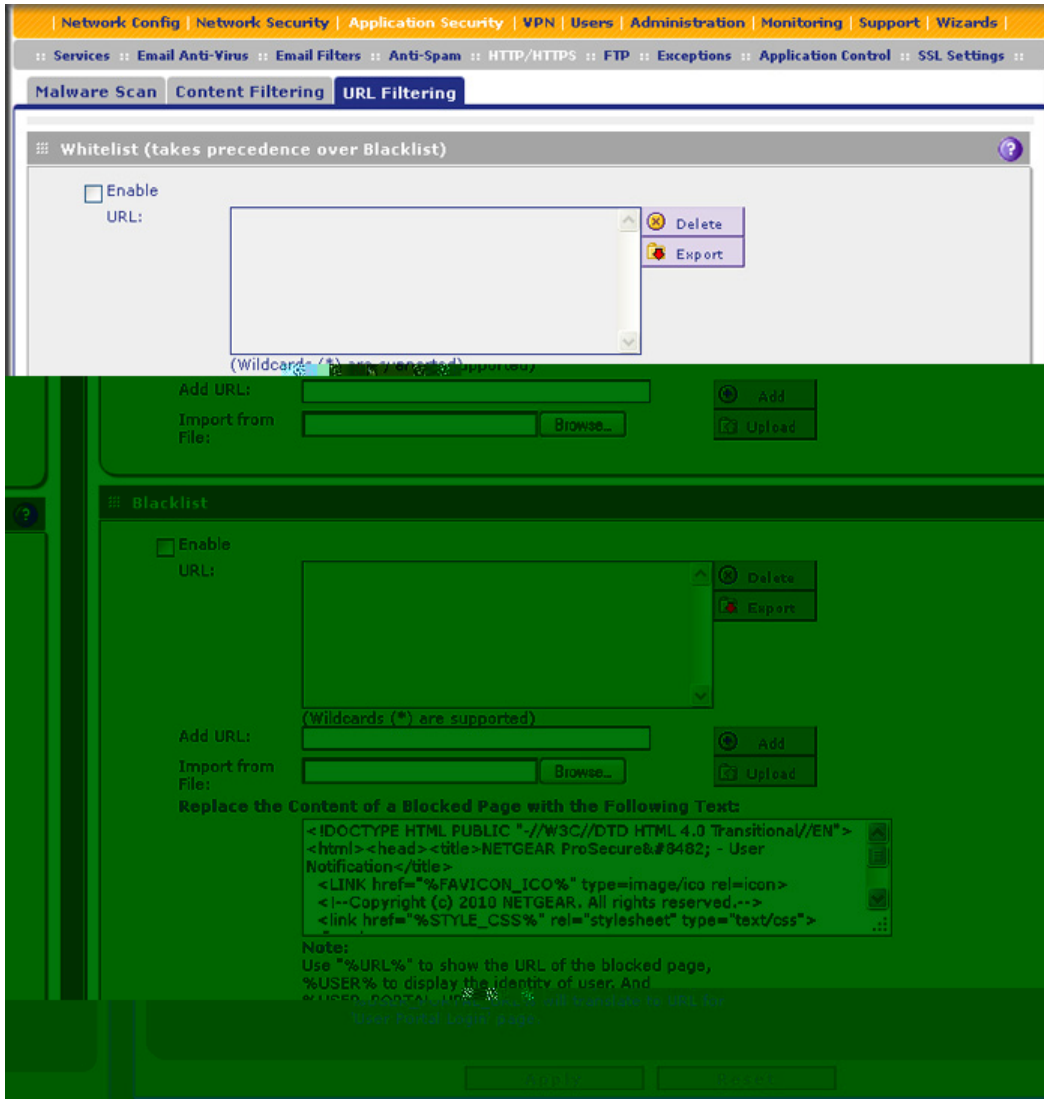 | Network Config | Network Security | Application Security | VPN | Users | Administration | Monitoring | Support | Wizards |
:: Services :: Email Anti-Virus :: Email Filters :: Anti-Spam :: HTTP/HTTPS :: FTP :: Exceptions :: Application Control :: SSL Settings ::
Malware Scan Content Filtering URL Filtering
Whitelist (takes precedence over Blacklist) ?
Enable
URL:
Delete
Export
(Wildcards (*) are supported)
Add URL: Add
Import from File: Browse... Upload
Blacklist
?
Enable
URL:
Delete
Export
(Wildcards (*) are supported)
Add URL: Add
Import from File: Browse... Upload
Replace the Content of a Blocked Page with the Following Text:
<!DOCTYPE HTML PUBLIC "-//W3C//DTD HTML 4.0 Transitional//EN">
<html><head><title>NETGEAR ProSecure&#8482; - User
Notification</title>
<LINK href="%FAVICON_ICO%" type=image/ico rel=icon>
<!--Copyright (c) 2010 NETGEAR. All rights reserved.-->
<link href="%STYLE_CSS%" rel="stylesheet" type="text/css">
Note:
Use "%URL%" to show the URL of the blocked page,
%USER% to display the identity of user. And
Apply Reset